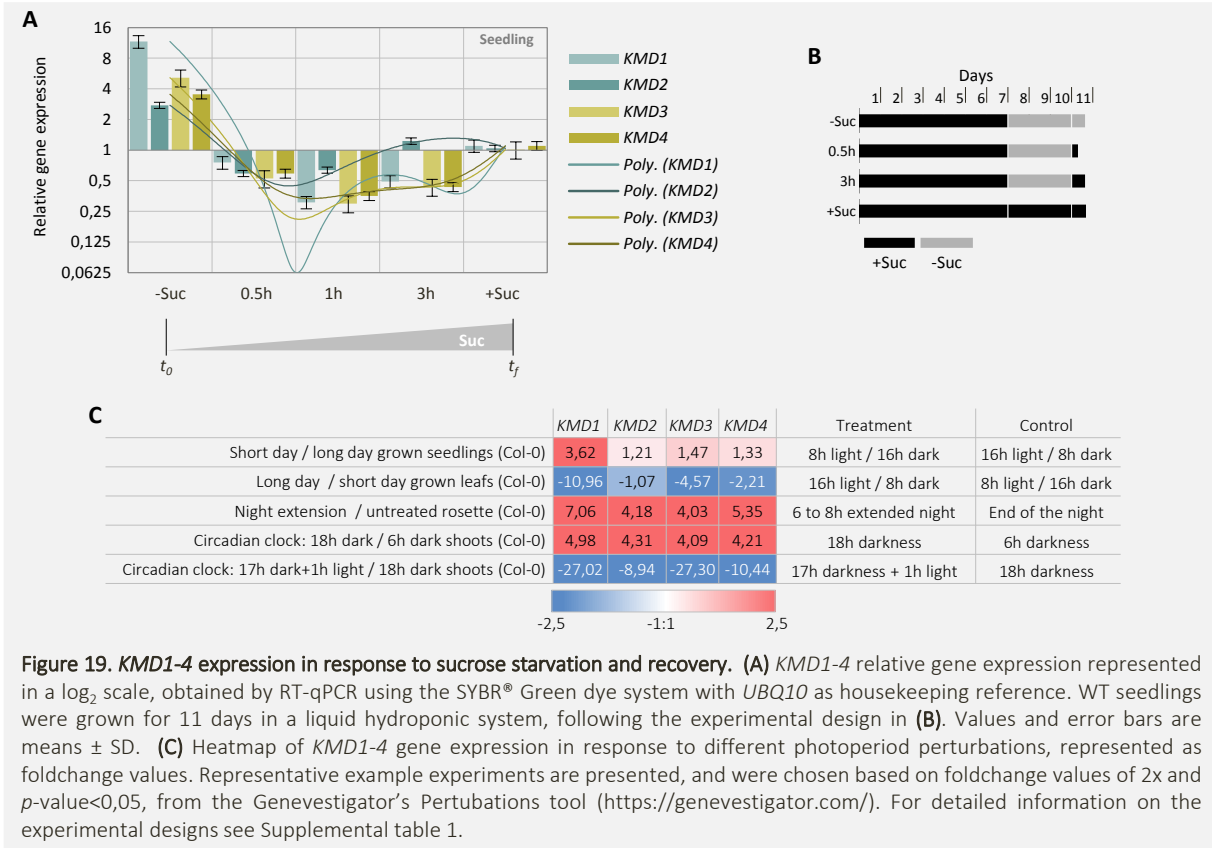 A
16
8
4
2
1
0,5
0,25
0,125
0,0625
Relative gene expression
Seedling
-Suc 0.5h 1h 3h +Suc
Suc
t0 tf
KMD1
KMD2
KMD3
KMD4
Poly. (KMD1)
Poly. (KMD2)
Poly. (KMD3)
Poly. (KMD4)
B
Days
1 2 3 4 5 6 7 8 9 10 11
-Suc
0.5h
3h
+Suc
+Suc -Suc
C
KMD1 KMD2 KMD3 KMD4 Treatment Control
Short day / long day grown seedlings (Col-0) 3,62 1,21 1,47 1,33 8h light / 16h dark 16h light / 8h dark
Long day / short day grown leafs (Col-0) -10,96 -1,07 -4,57 -2,21 16h light / 8h dark 8h light / 16h dark
Night extension / untreated rosette (Col-0) 7,06 4,18 4,03 5,35 6 to 8h extended night End of the night
Circadian clock: 18h dark / 6h dark shoots (Col-0) 4,98 4,31 4,09 4,21 18h darkness 6h darkness
Circadian clock: 17h dark+1h light / 18h dark shoots (Col-0) -27,02 -8,94 -27,30 -10,44 17h darkness + 1h light 18h darkness
-2,5 -1:1 2,5
Figure 19. KMD1-4 expression in response to sucrose starvation and recovery. (A) KMD1-4 relative gene expression represented
in a log2 scale, obtained by RT-qPCR using the SYBR® Green dye system with UBQ10 as housekeeping reference. WT seedlings
were grown for 11 days in a liquid hydroponic system, following the experimental design in (B). Values and error bars are
means ± SD. (C) Heatmap of KMD1-4 gene expression in response to different photoperiod perturbations, represented as
foldchange values. Representative example experiments are presented, and were chosen based on foldchange values of 2x and
p-value<0,05, from the Genevestigator's Pertubations tool (https://genevestigator.com/). For detailed information on the
experimental designs see Supplemental table 1.